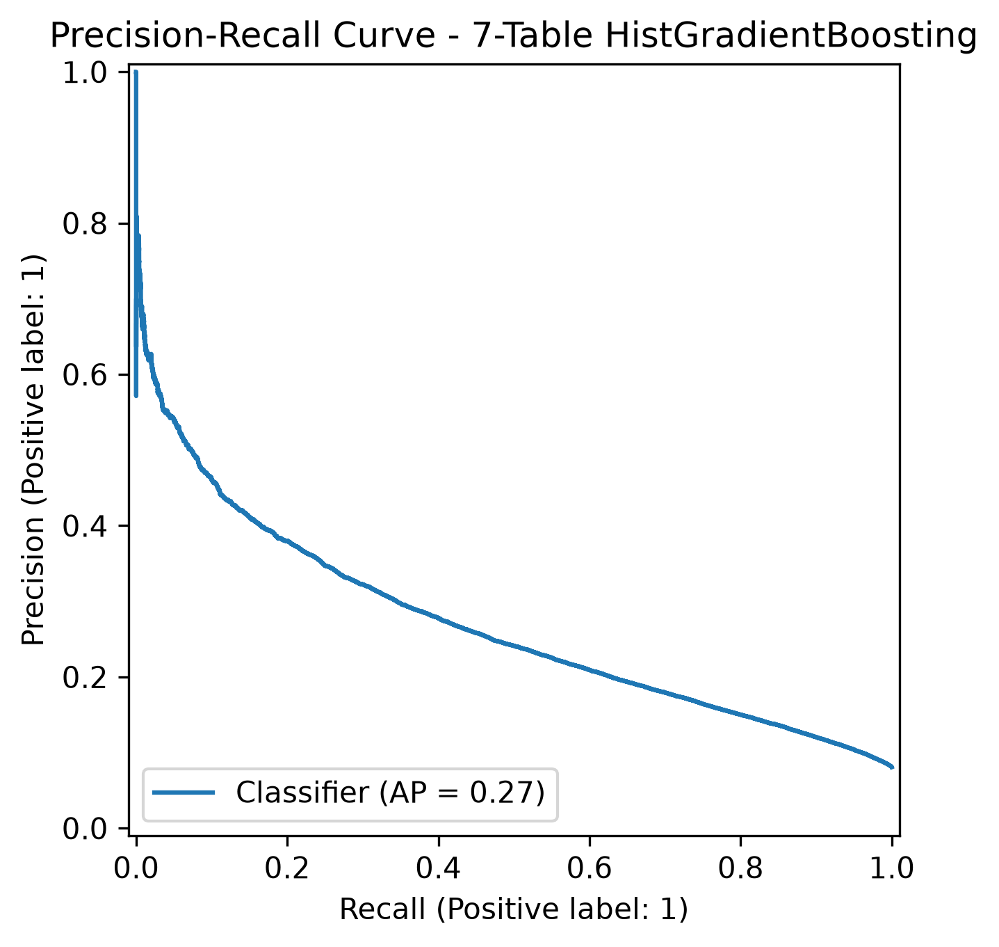 Precision-Recall Curve - 7-Table HistGradientBoosting
1.0
0.8
0.6
0.4
0.2
0.0
Precision (Positive label: 1)
Classifier (AP = 0.27)
0.0 0.2 0.4 0.6 0.8 1.0
Recall (Positive label: 1)